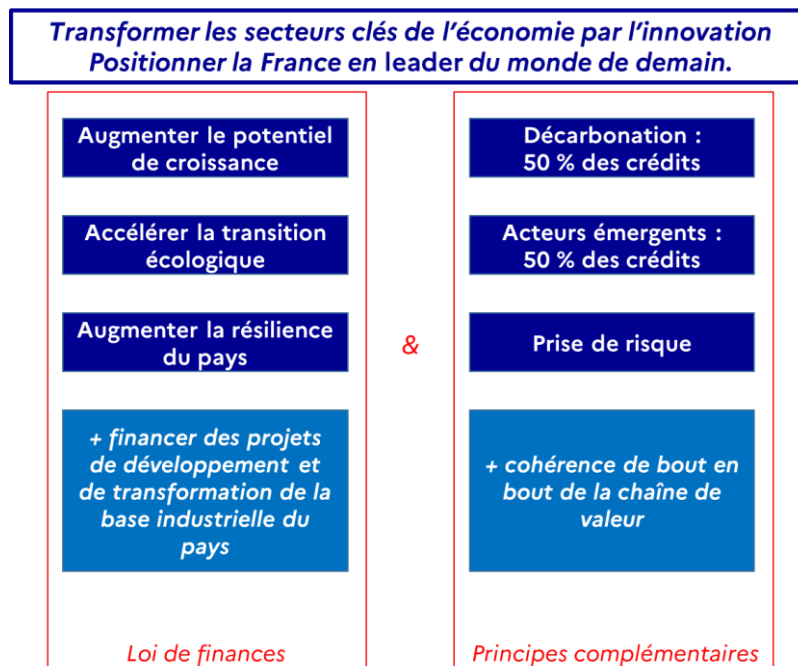 Transformer les secteurs clés de l'économie par l'innovation
Positionner la France en leader du monde de demain.
Augmenter le potentiel
de croissance
Accélérer la transition
écologique
Augmenter la résilience
du pays
+ financer des projets
de développement et
de transformation de la
base industrielle du
pays
Loi de finances
&
Décarbonation :
50 % des crédits
Acteurs émergents :
50 % des crédits
Prise de risque
+ cohérence de bout en
bout de la chaîne de
valeur
Principes complémentaires